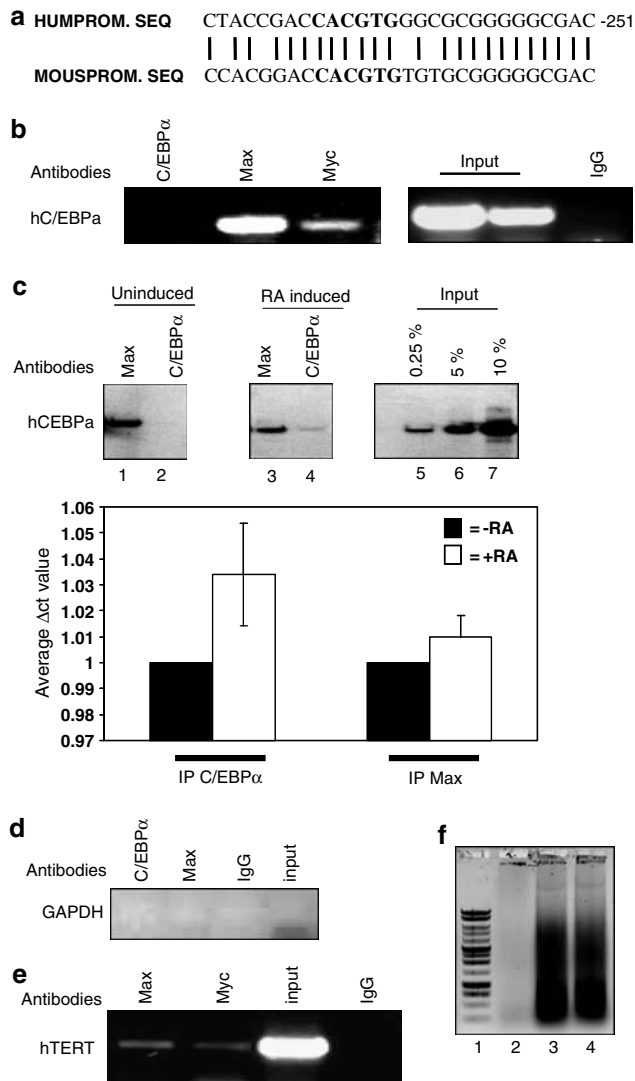 a
HUMPROM. SEQ CTACCGACCACGTGGGCGCGGGGGCGAC -251
MOUSPROM. SEQ CCACGGACCACGTGTGTGCGGGGGCGAC
b
Antibodies C/EBPα Max Myc Input IgG
hC/EBPa
c
Uninduced RA induced Input
Antibodies Max C/EBPα Max C/EBPα 0.25 % 5 % 10 %
hCEBPa
1 2 3 4 5 6 7
Average Δct value
1.06
1.05
1.04
1.03
1.02
1.01
1
0.99
0.98
0.97
= -RA
= +RA
IP C/EBPα IP Max
d
Antibodies C/EBPα Max IgG input
GAPDH
e
Antibodies Max Myc input IgG
hTERT
f
1 2 3 4